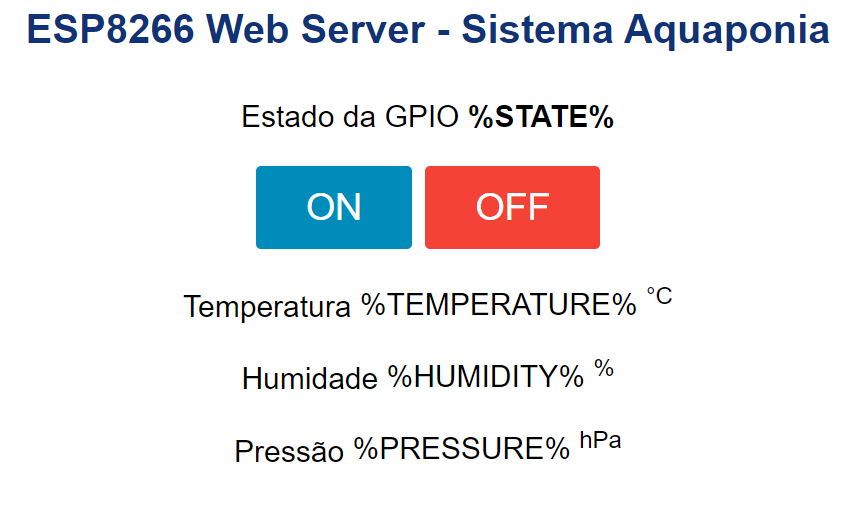 ESP8266 Web Server - Sistema Aquaponia
Estado da GPIO %STATE%
ON OFF
Temperatura %TEMPERATURE% °C
Humidade %HUMIDITY% %
Pressão %PRESSURE% hPa